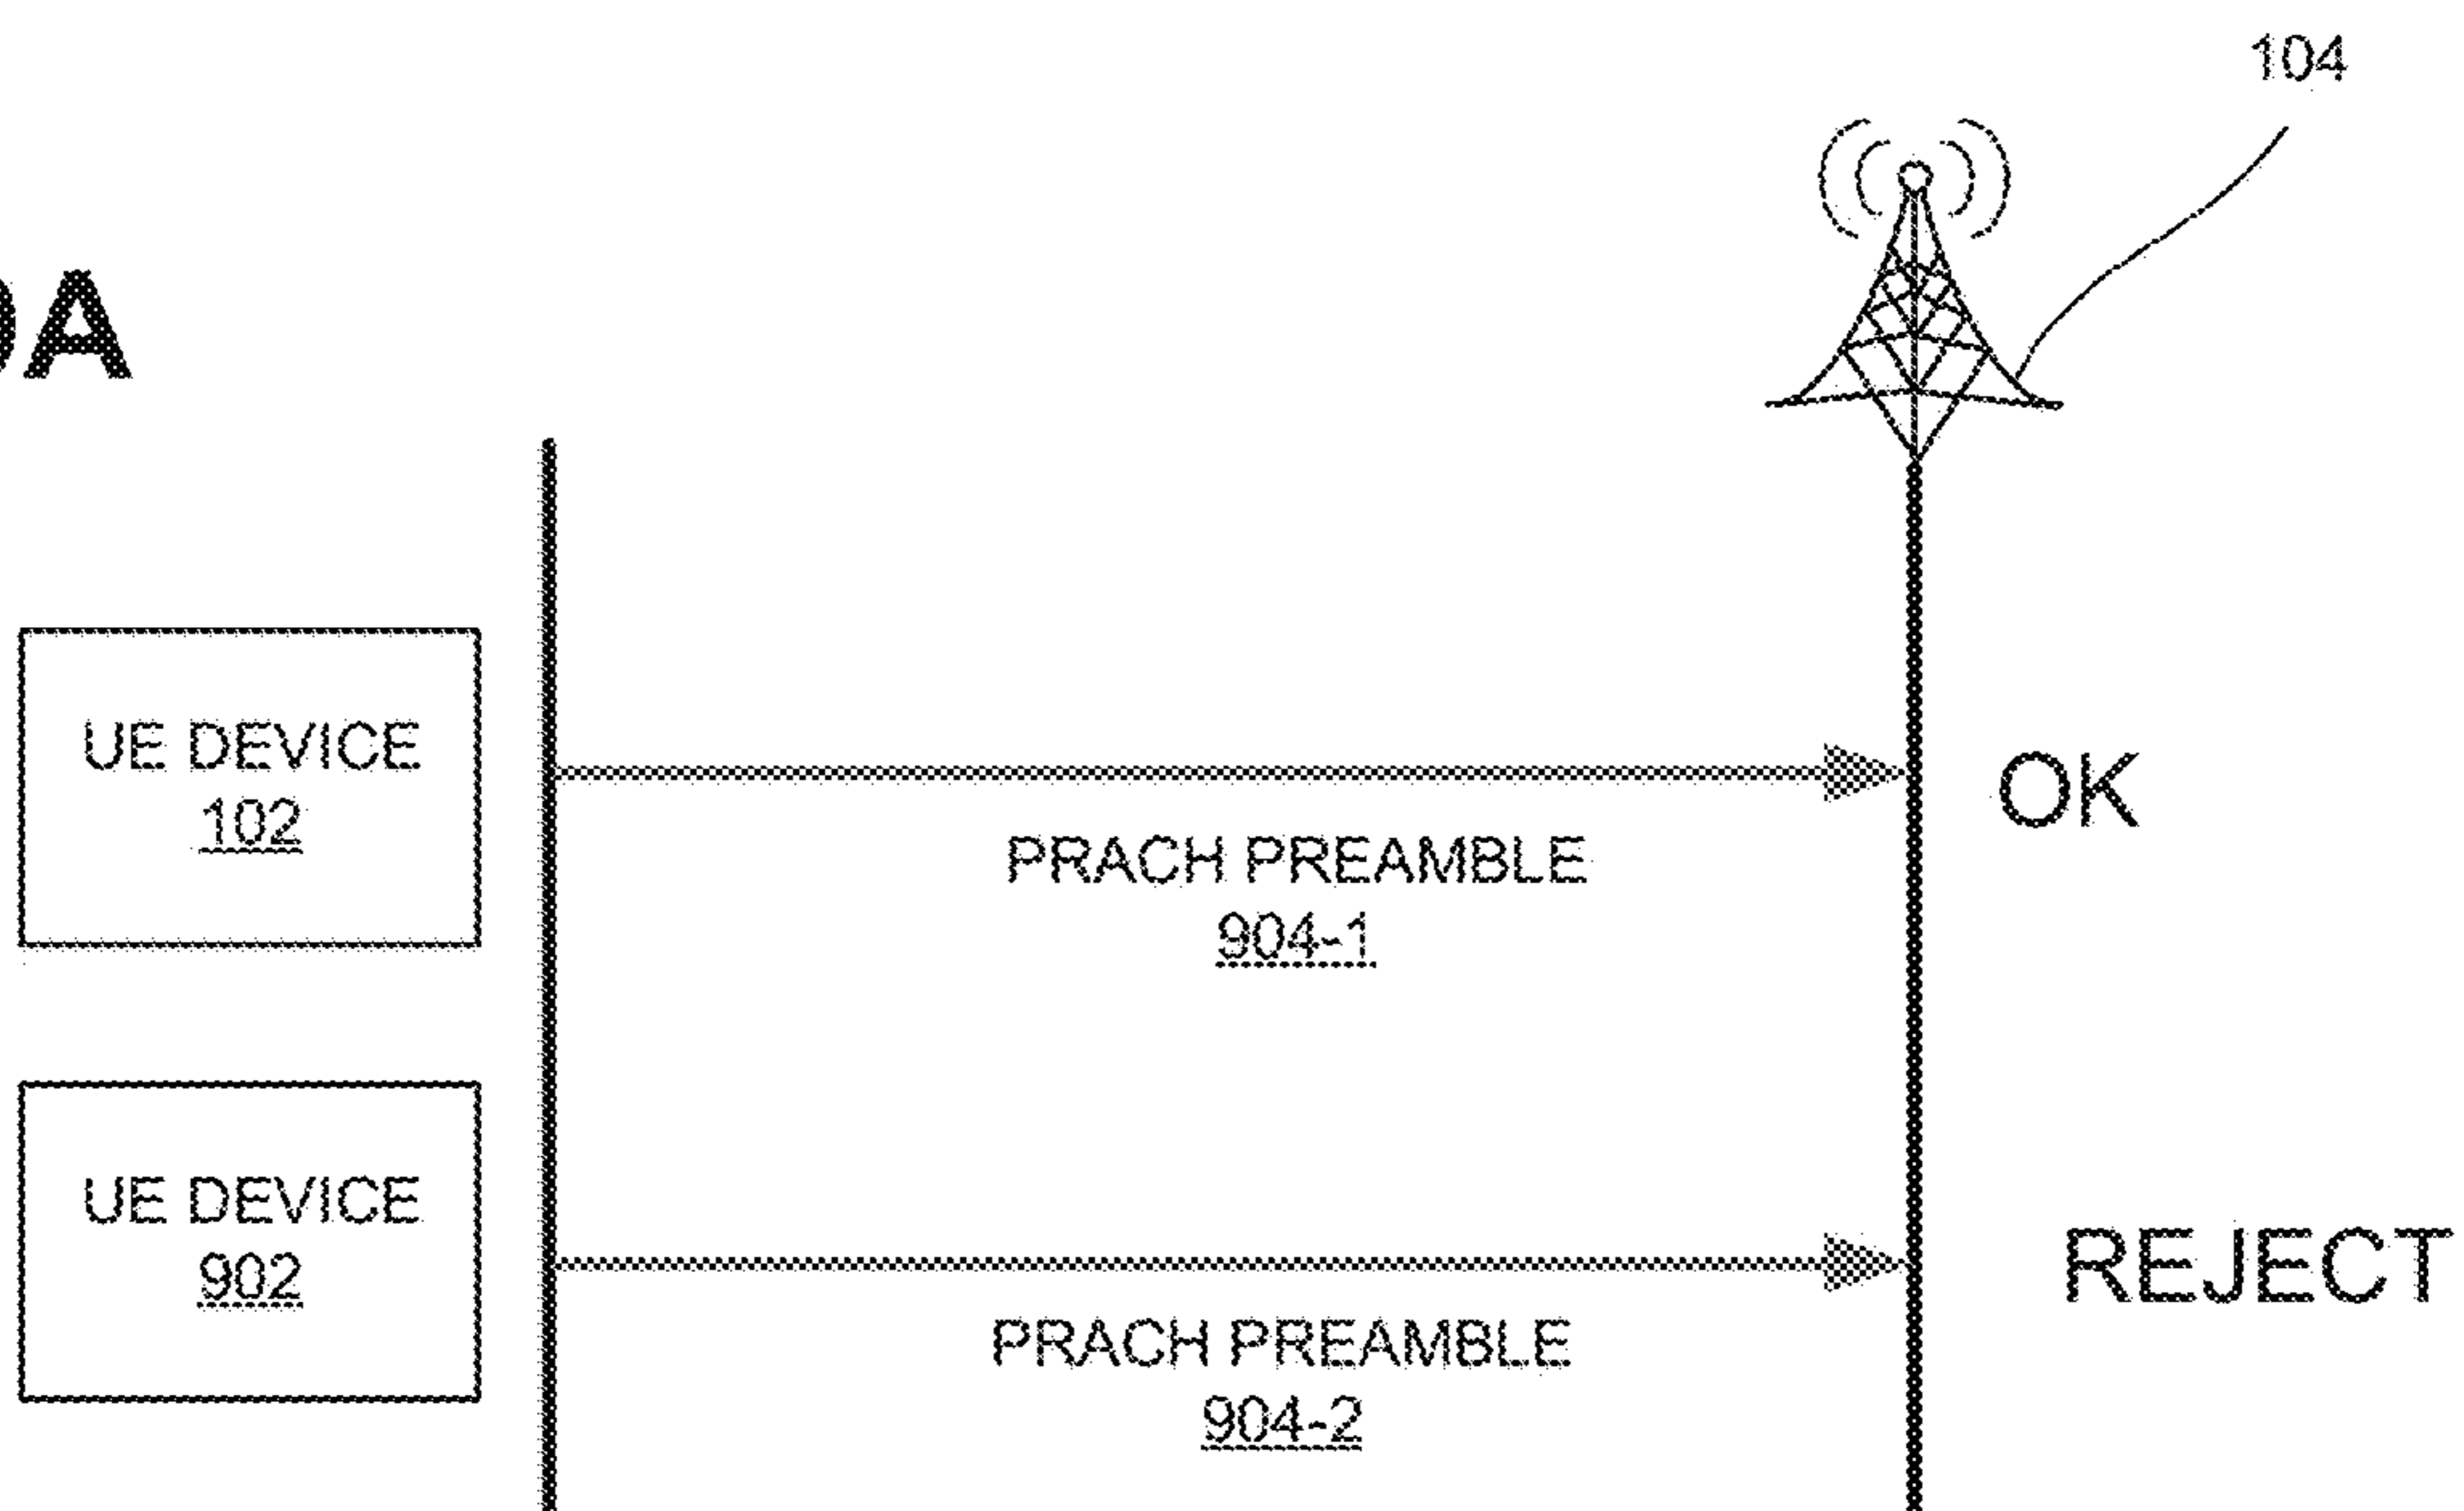 104
UE DEVICE
102
OK
PRACH PREAMBLE
904-1
UE DEVICE
902
REJECT
PRACH PREAMBLE
904-2